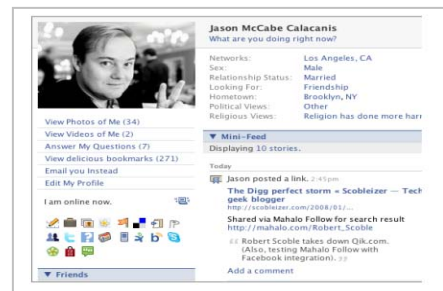 Jason McCabe Calacanis
What are you doing right now?
Networks: Los Angeles, CA
Sex: Male
Relationship Status: Married
Looking For: Friendship
Hometown: Brooklyn, NY
Political Views: Other
Religious Views: Religion has done more harr
View Photos of Me (34)
View Videos of Me (2)
Answer My Questions (7)
View delicious bookmarks (271)
Email you Instead
Edit My Profile
I am online now.
Friends
Mini-Feed
Displaying 10 stories.
Today
Jason posted a link. 2:45pm
The Digg perfect storm « Scobleizer — Tech
geek blogger
http://scobleizer.com/2008/01/...
Shared via Mahalo Follow for search result
http://mahalo.com/Robert_Scoble
“ Robert Scoble takes down Qik.com.
(Also, testing Mahalo Follow with
Facebook integration). ”
Add a comment